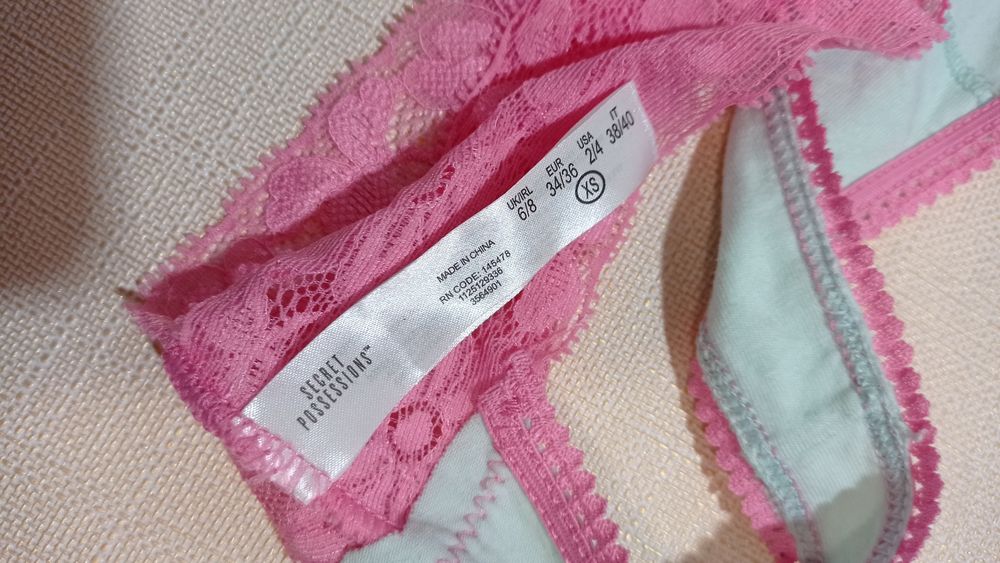 UK/IRL EUR USA IT
6/8 34/36 2/4 38/40
XS
MADE IN CHINA
RN CODE: 145478
1125129336
3564901
SECRET
POSSESSIONS™